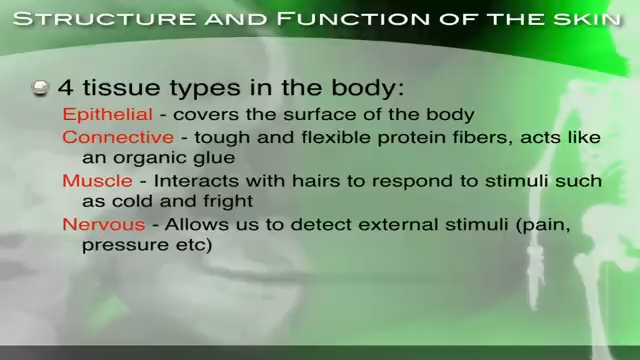 Structure and Function of the skin
4 tissue types in the body:
Epithelial - covers the surface of the body
Connective - tough and flexible protein fibers, acts like
an organic glue
Muscle - Interacts with hairs to respond to stimuli such
as cold and fright
Nervous - Allows us to detect external stimuli (pain,
pressure etc)